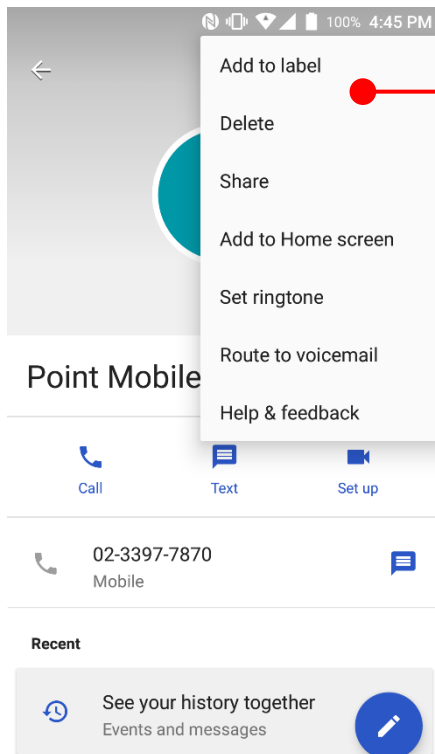 100% 4:45 PM
Add to label
Delete
Share
Add to Home screen
Set ringtone
Route to voicemail
Help & feedback
Point Mobile
Call Text Set up
02-3397-7870
Mobile
Recent
See your history together
Events and messages